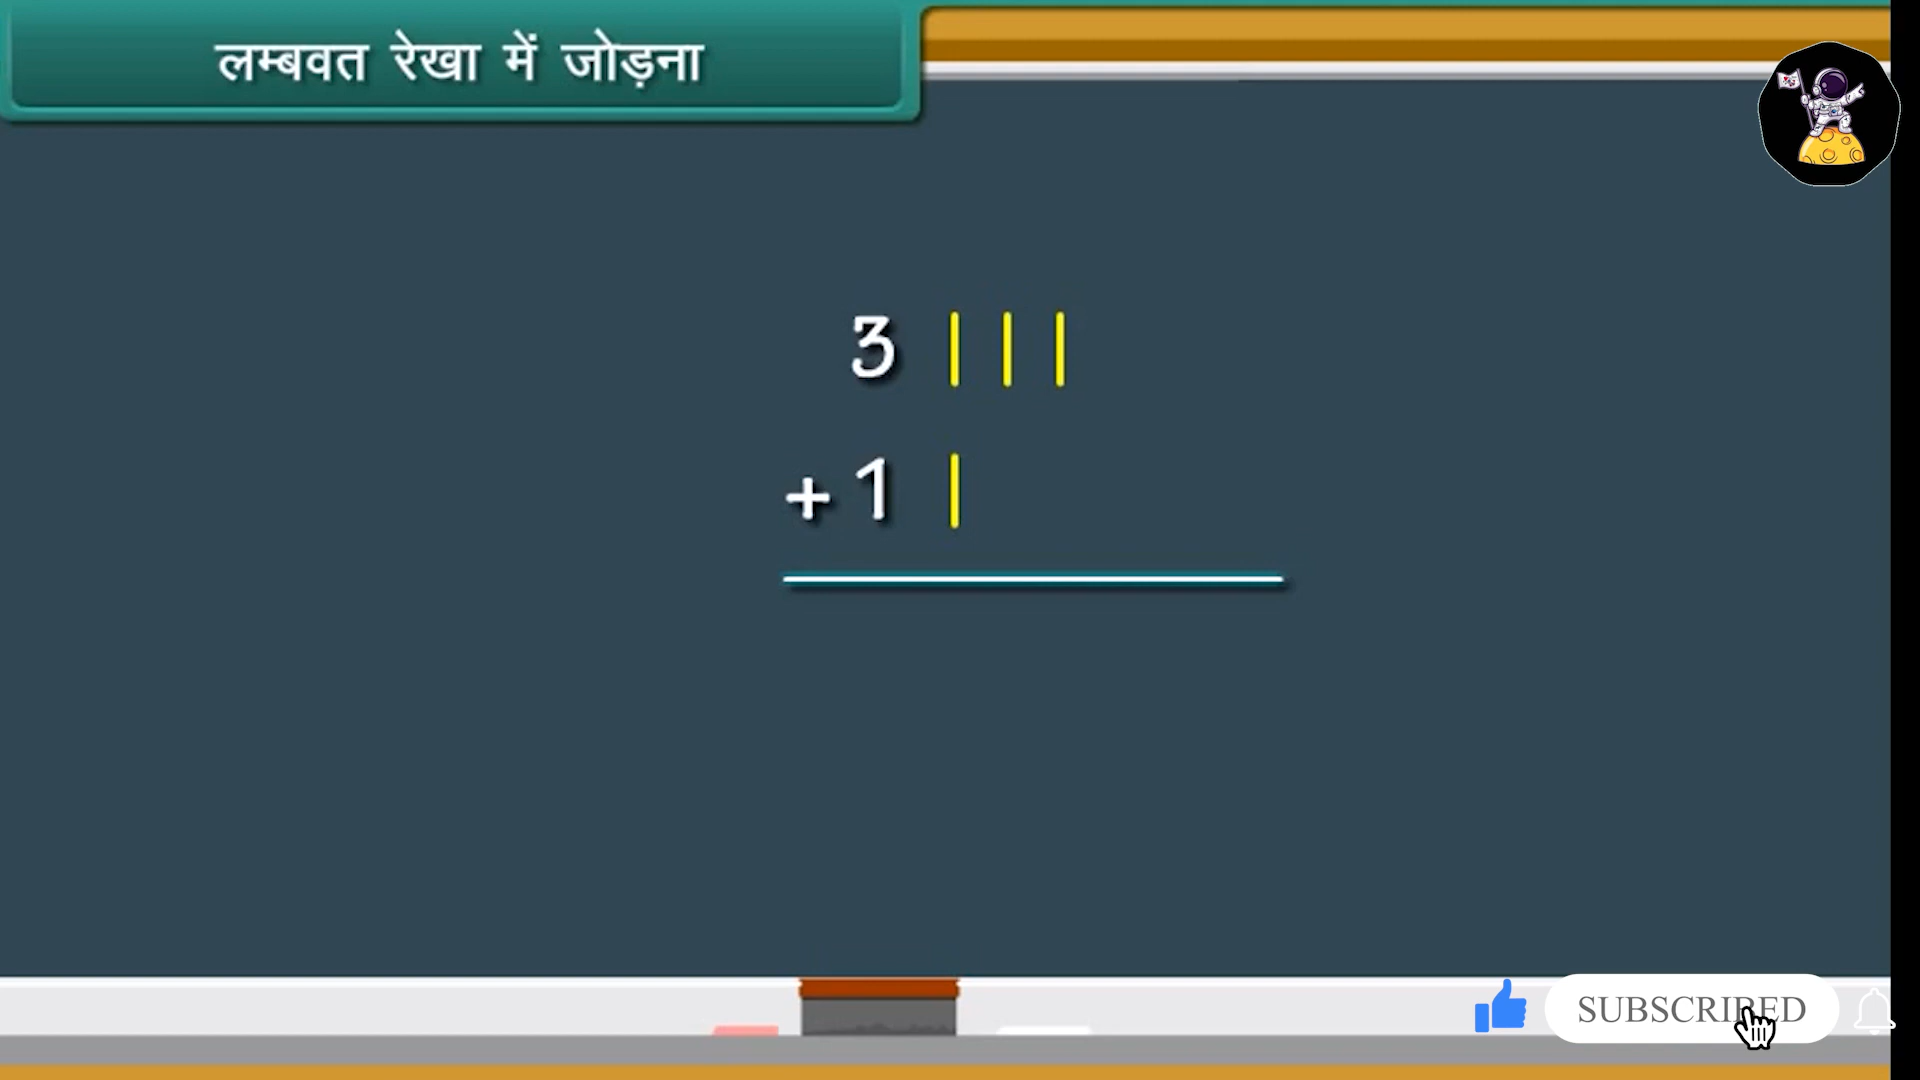 लम्बवत रेखा में जोड़ना
3 | | |
+ 1 |
SUBSCRIBED